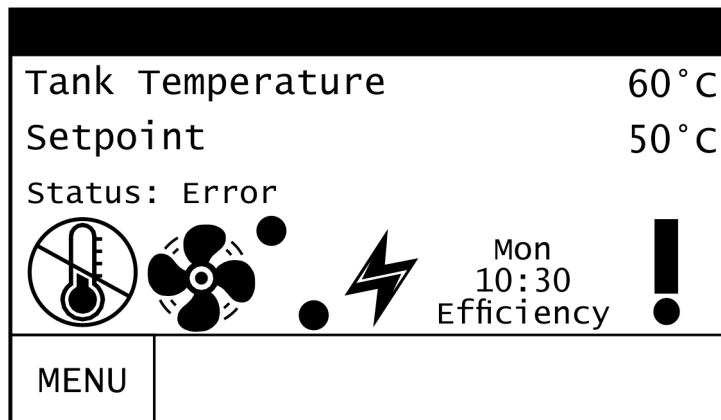 Tank Temperature 60°C
Setpoint 50°C
Status: Error
Mon
10:30
Efficiency
MENU